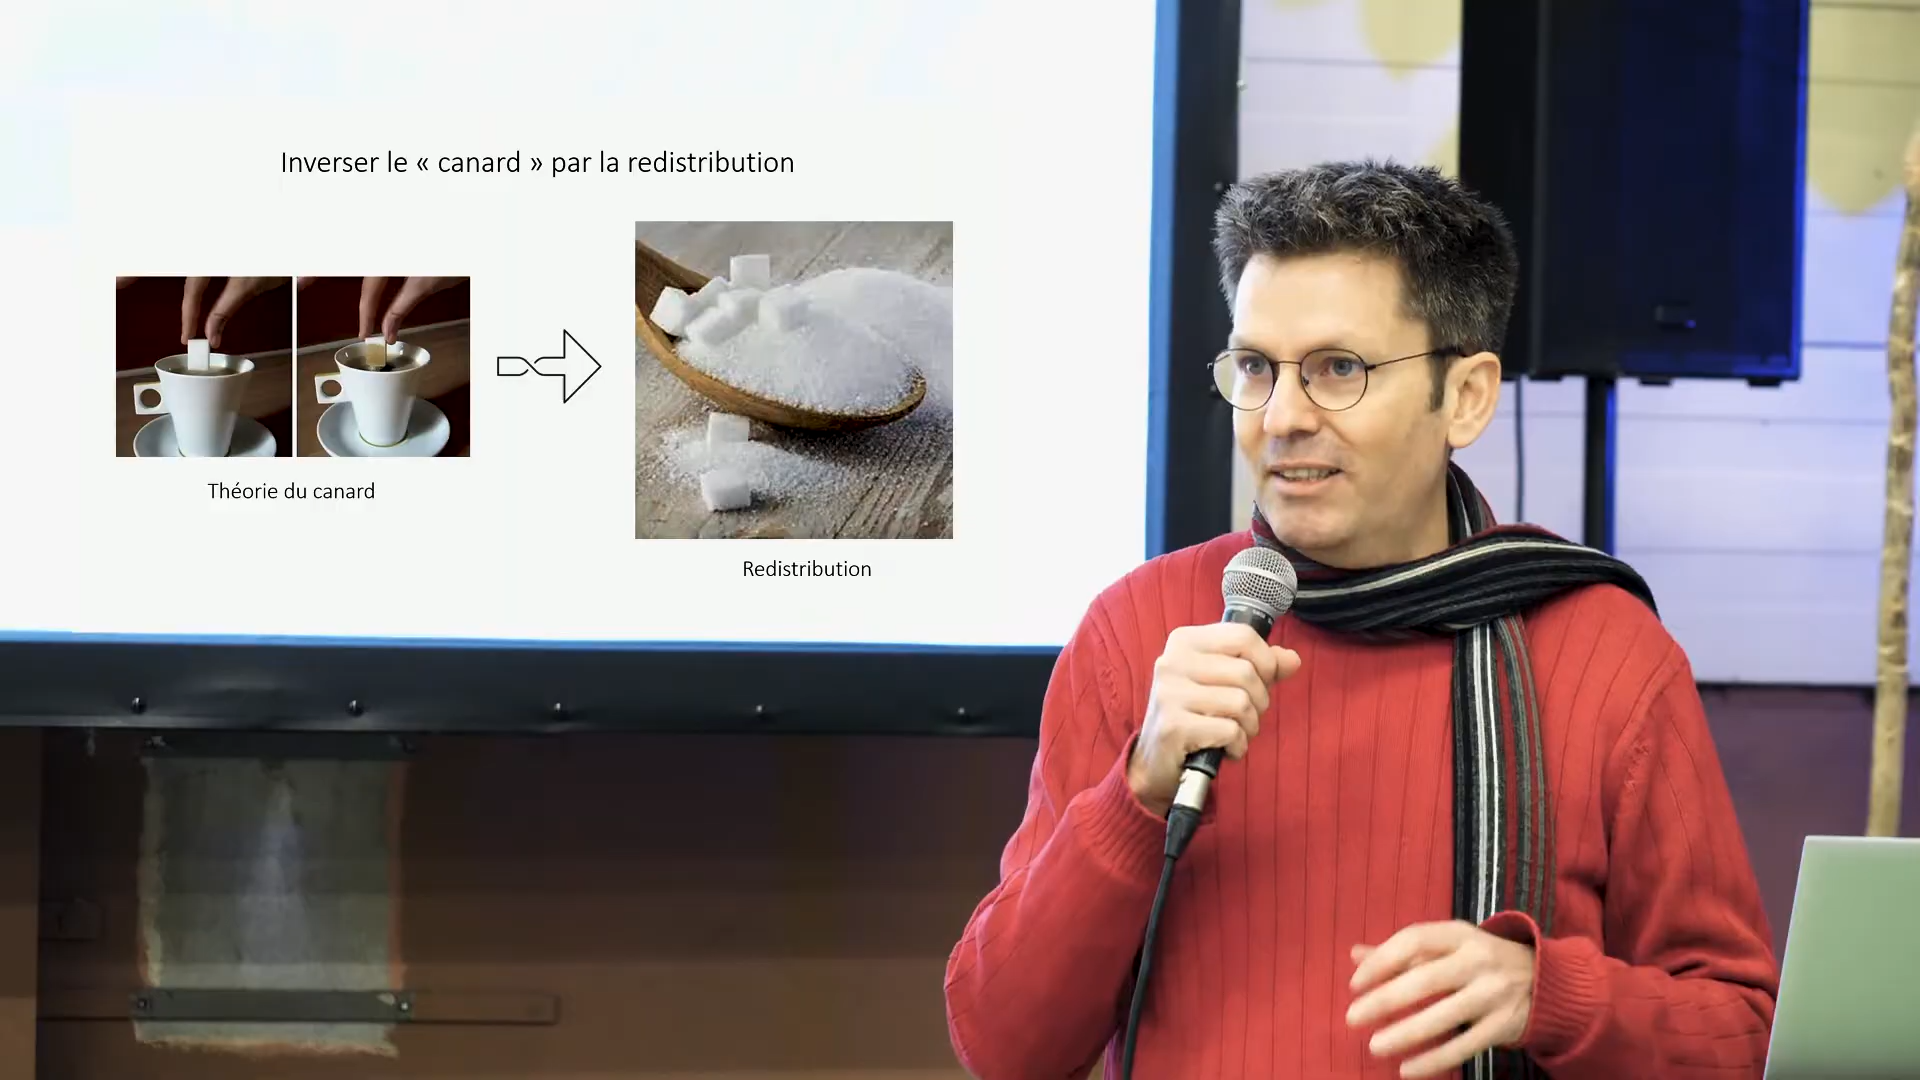 Inverser le « canard » par la redistribution
Théorie du canard
Redistribution